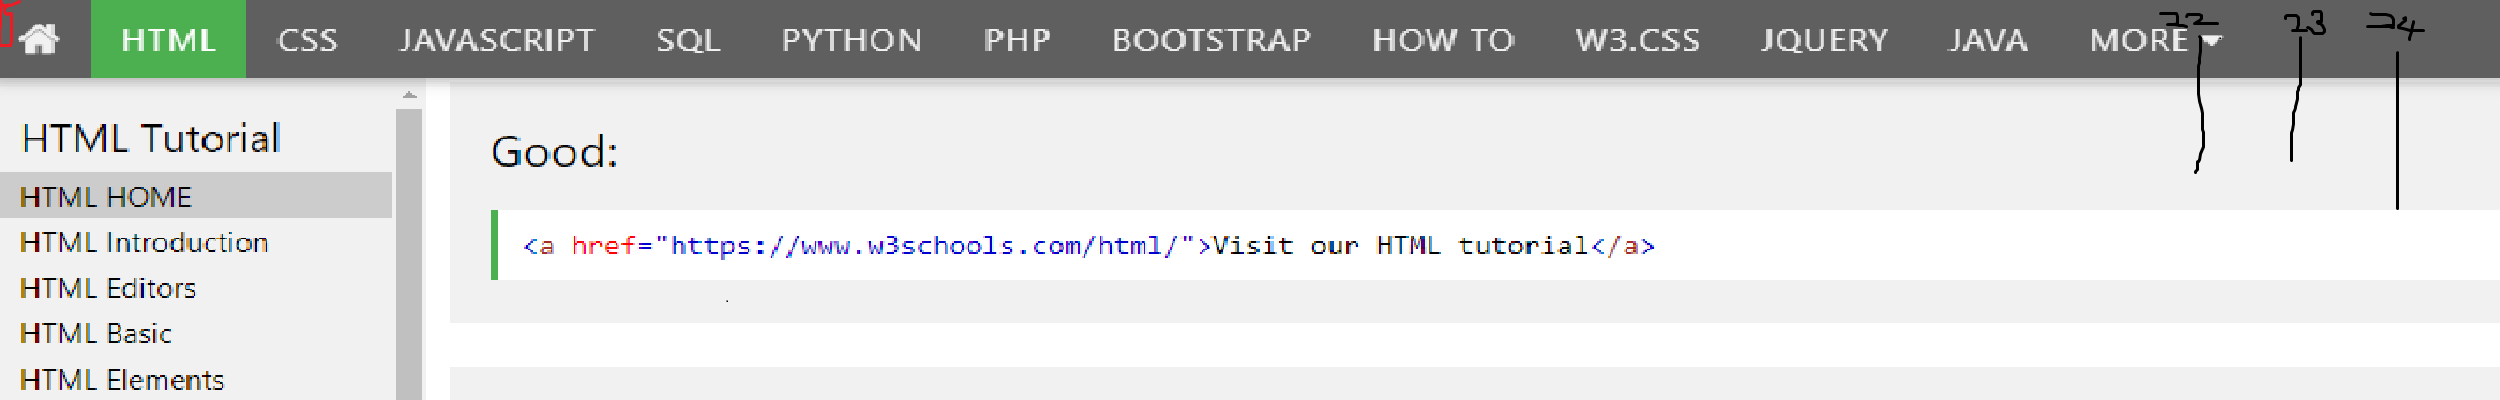 HTML CSS JAVASCRIPT SQL PYTHON PHP BOOTSTRAP HOW TO W3.CSS JQUERY JAVA MORE
22 23 24
HTML Tutorial
HTML HOME
HTML Introduction
HTML Editors
HTML Basic
HTML Elements
Good:
<a href="https://www.w3schools.com/html/">Visit our HTML tutorial</a>